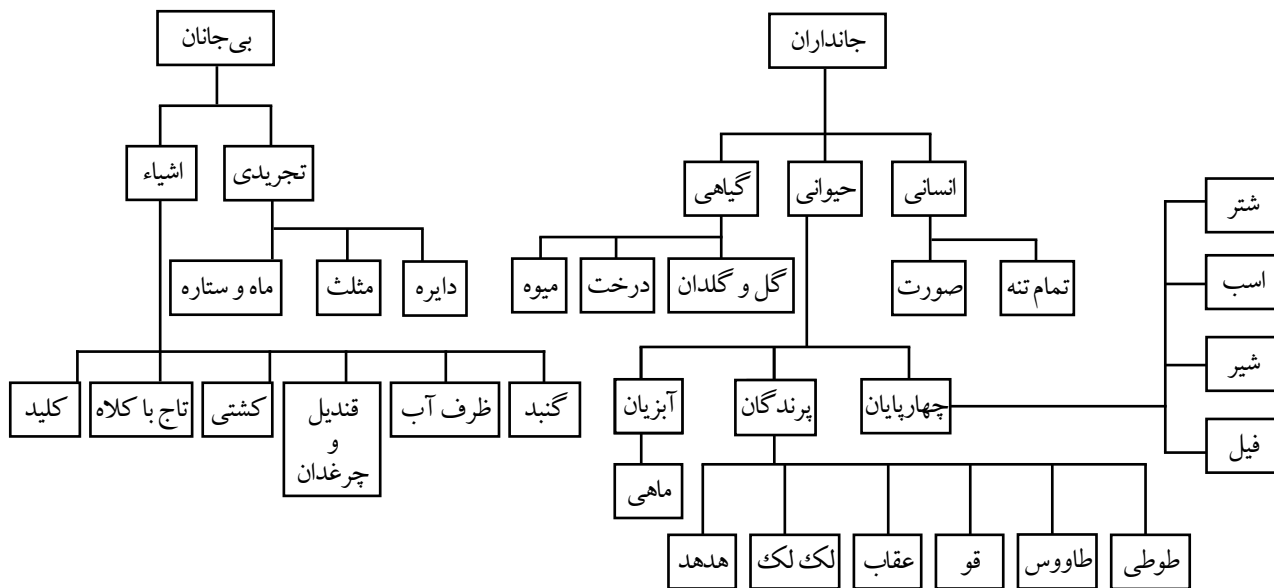 جانداران
بی‌جانان
انسانی
حیوانی
گیاهی
تجریدی
اشیاء
شتر
اسب
شیر
فیل
تمام تنه
صورت
گل و گلدان
درخت
میوه
دایره
مثلث
ماه و ستاره
چهارپایان
پرندگان
آبزیان
گنبد
ظرف آب
قندیل
و
چرغدان
کشتی
تاج با کلاه
کلید
ماهی
طوطی
طاووس
قو
عقاب
لک لک
هدهد